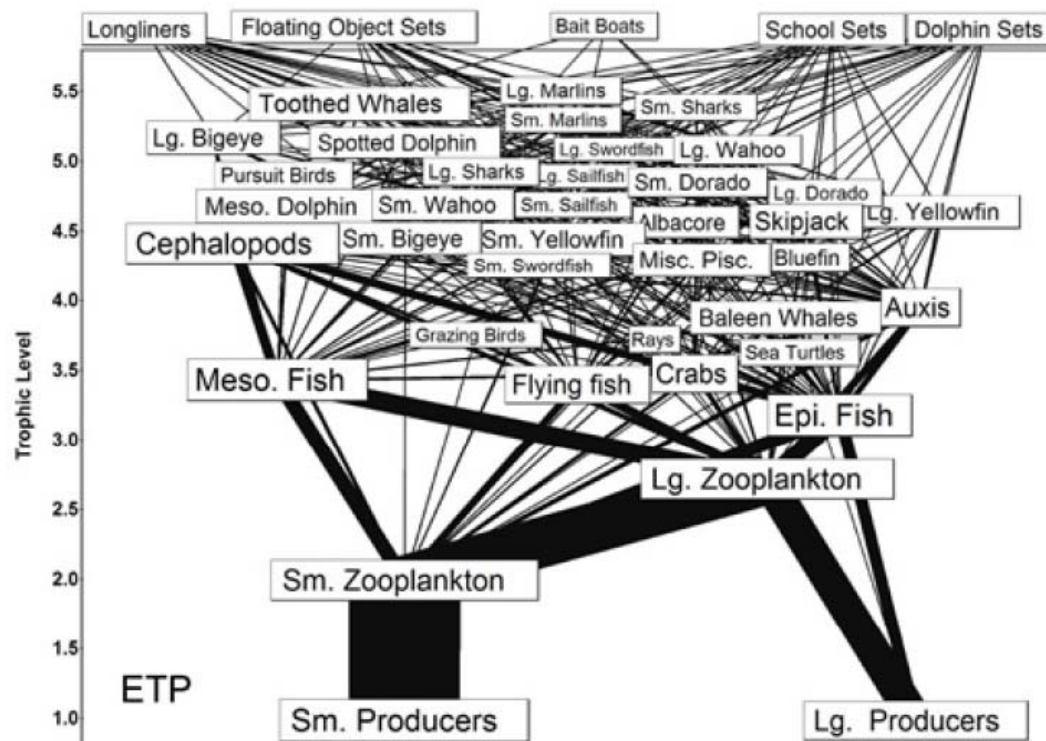 Longliners
Floating Object Sets
Bait Boats
School Sets
Dolphin Sets
Trophic Level
5.5
5.0
4.5
4.0
3.5
3.0
2.5
2.0
1.5
1.0
Toothed Whales
Lg. Marlins
Sm. Sharks
Sm. Marlins
Lg. Bigeye
Spotted Dolphin
Lg. Swordfish
Lg. Wahoo
Pursuit Birds
Lg. Sharks
Lg. Sailfish
Sm. Dorado
Lg. Dorado
Meso. Dolphin
Sm. Wahoo
Sm. Sailfish
Albacore
Skipjack
Lg. Yellowfin
Cephalopods
Sm. Bigeye
Sm. Yellowfin
Sm. Swordfish
Misc. Pisc.
Bluefin
Auxis
Baleen Whales
Grazing Birds
Rays
Sea Turtles
Meso. Fish
Flying fish
Crabs
Epi. Fish
Lg. Zooplankton
Sm. Zooplankton
ETP
Sm. Producers
Lg. Producers